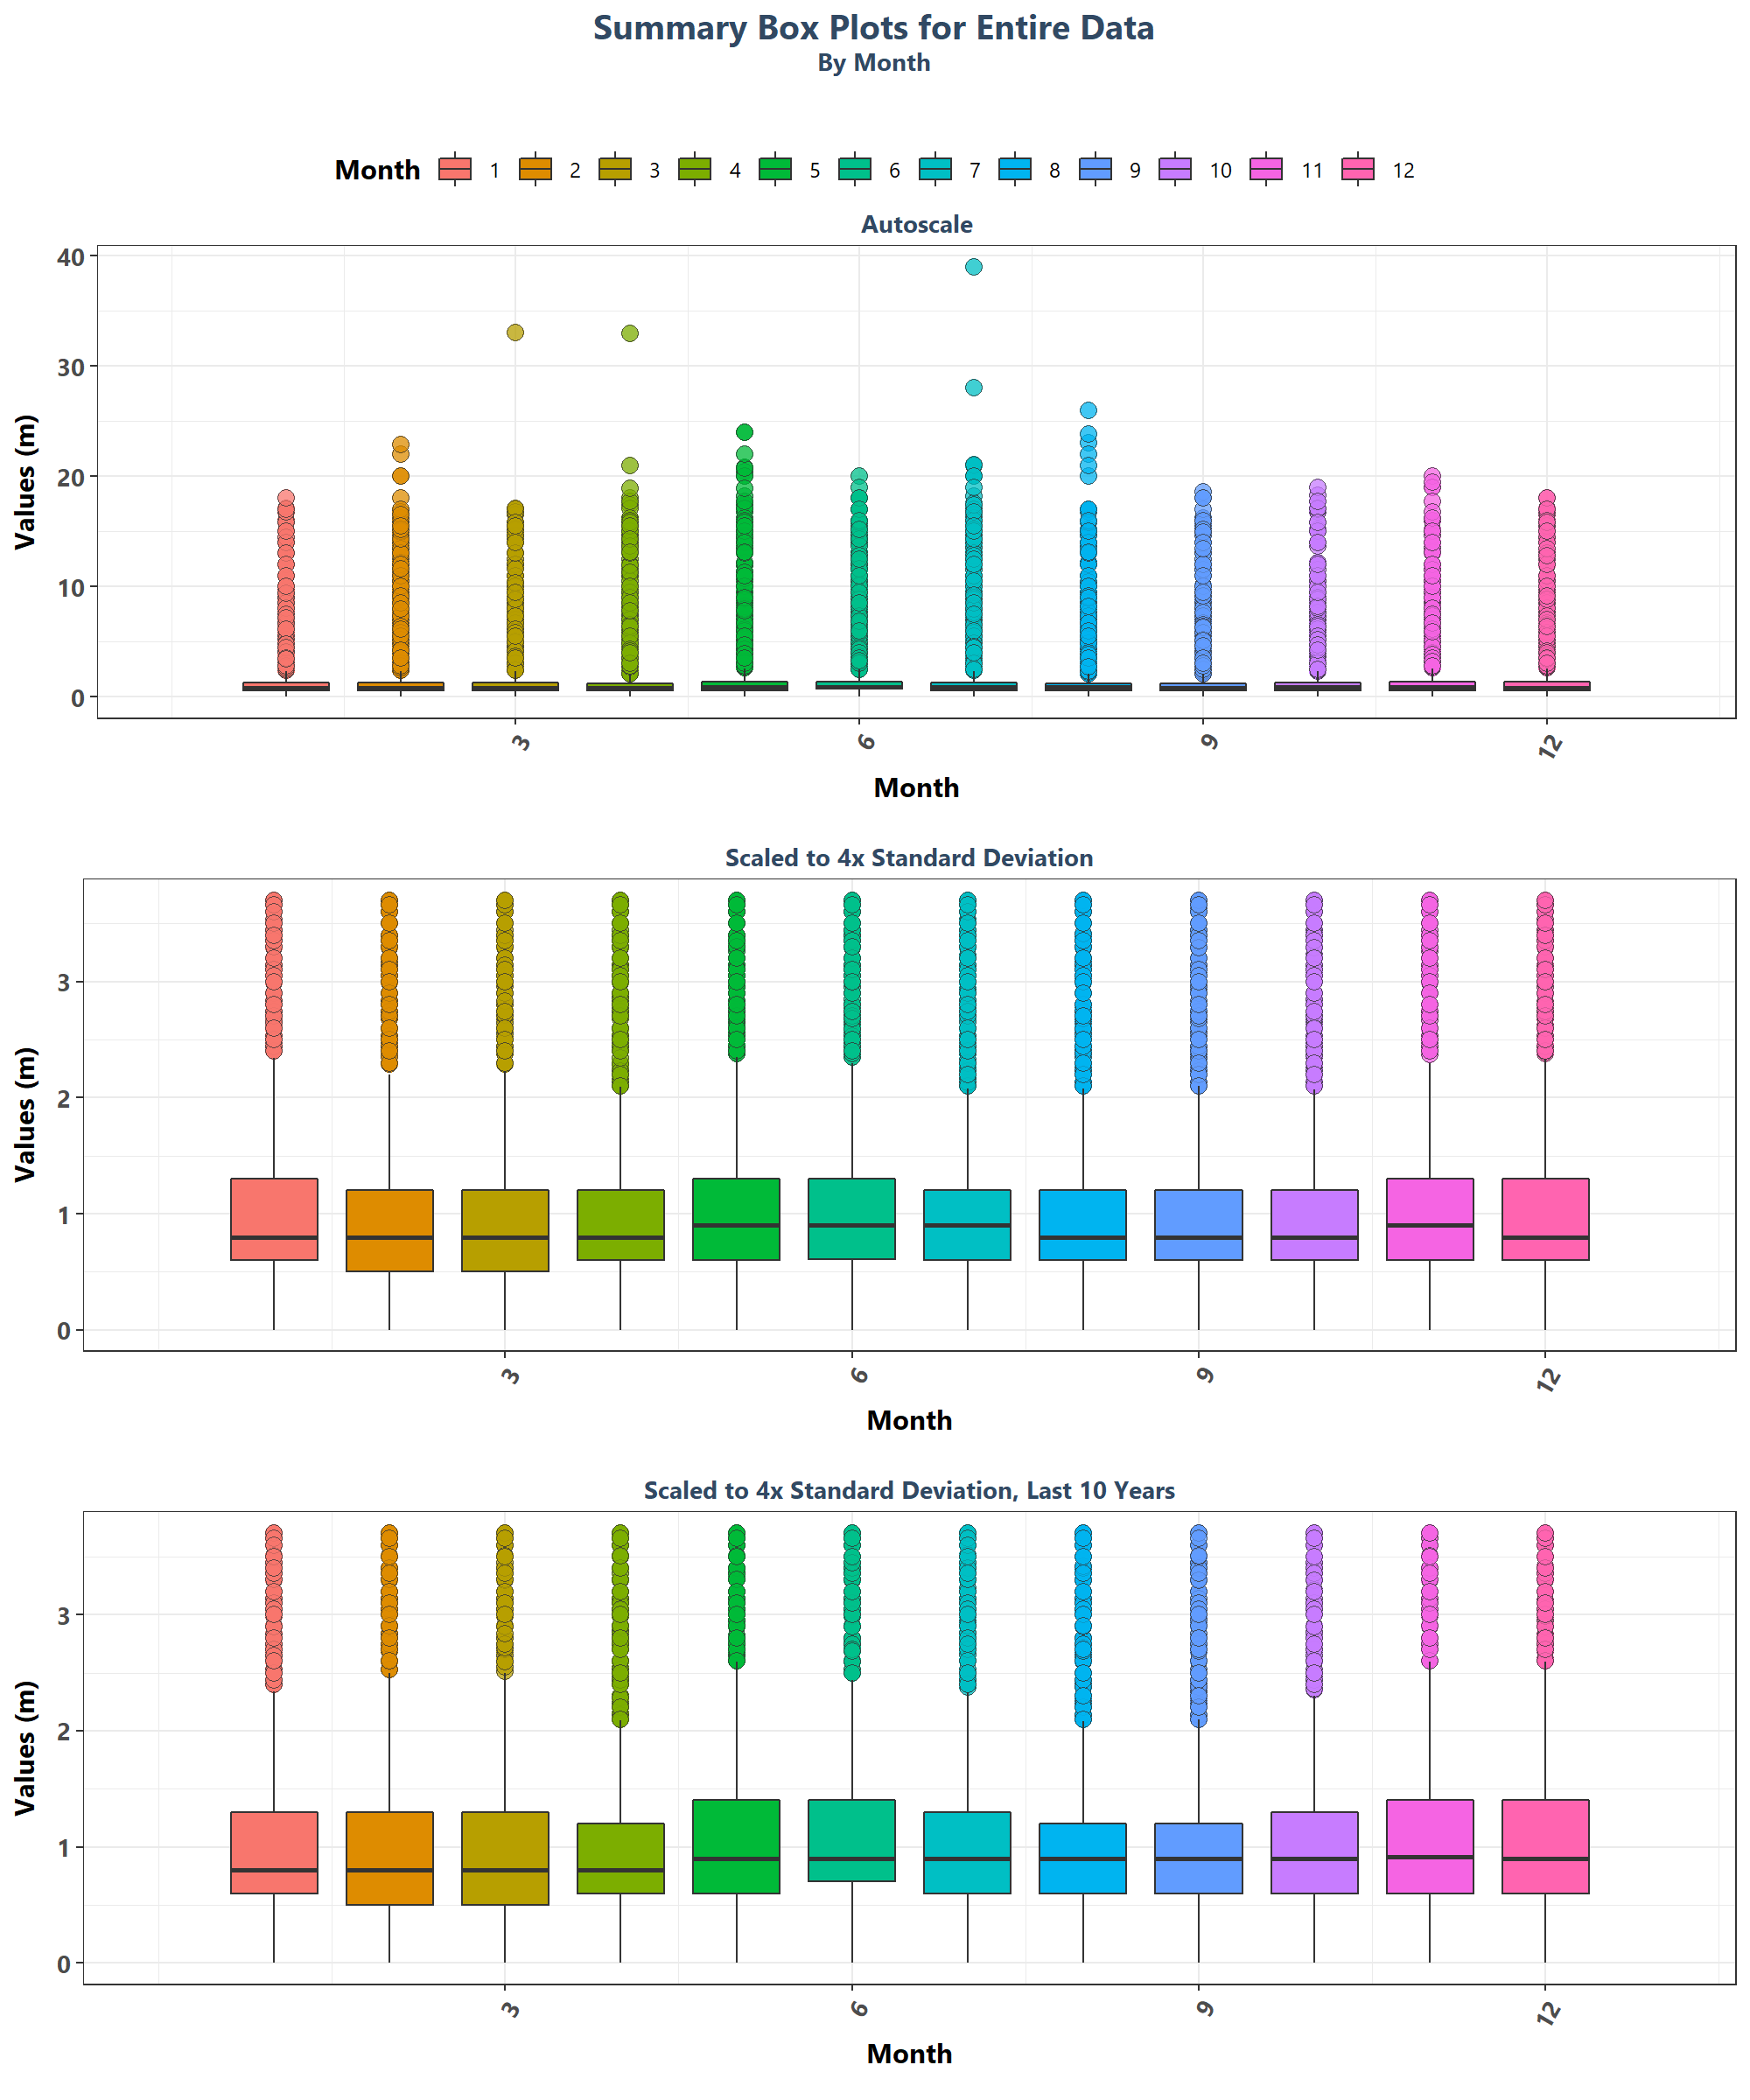 Summary Box Plots for Entire Data
By Month
Month 1 2 3 4 5 6 7 8 9 10 11 12
Autoscale
Values (m)
40
30
20
10
0
3 6 9 12
Month
Scaled to 4x Standard Deviation
Values (m)
3
2
1
0
3 6 9 12
Month
Scaled to 4x Standard Deviation, Last 10 Years
Values (m)
3
2
1
0
3 6 9 12
Month